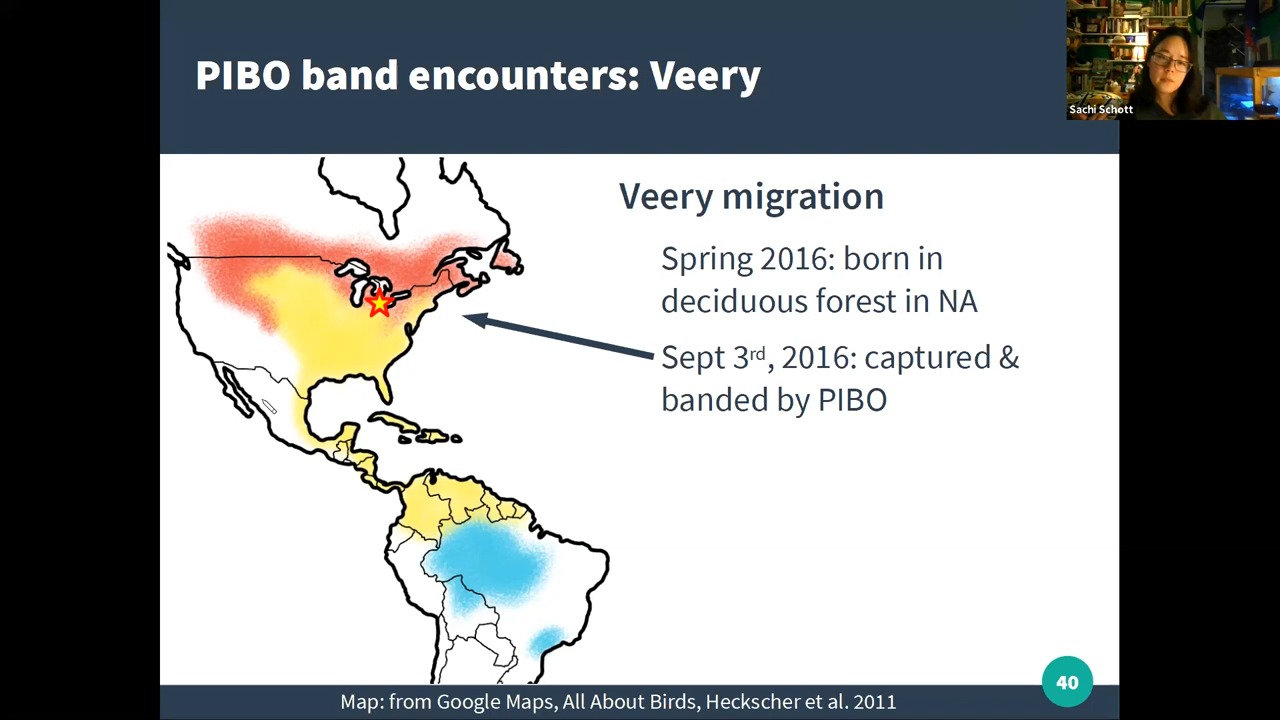 PIBO band encounters: Veery
Sachi Schott
Veery migration
Spring 2016: born in
deciduous forest in NA
Sept 3rd, 2016: captured &
banded by PIBO
40
Map: from Google Maps, All About Birds, Heckscher et al. 2011